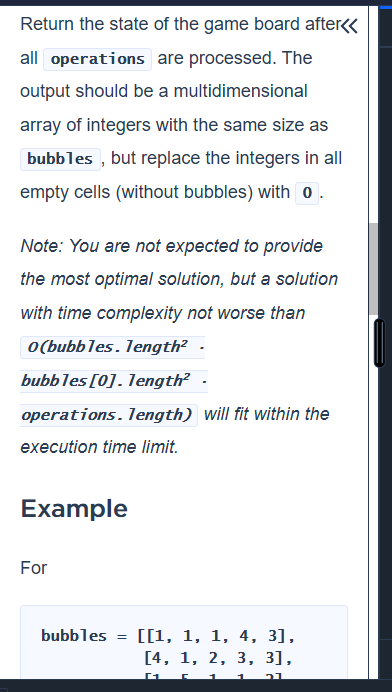 Return the state of the game board after
all operations are processed. The
output should be a multidimensional
array of integers with the same size as
bubbles , but replace the integers in all
empty cells (without bubbles) with 0 .
Note: You are not expected to provide
the most optimal solution, but a solution
with time complexity not worse than
O(bubbles.length² ·
bubbles[0].length² ·
operations.length) will fit within the
execution time limit.
Example
For
bubbles = [[1, 1, 1, 4, 3],
[4, 1, 2, 3, 3],